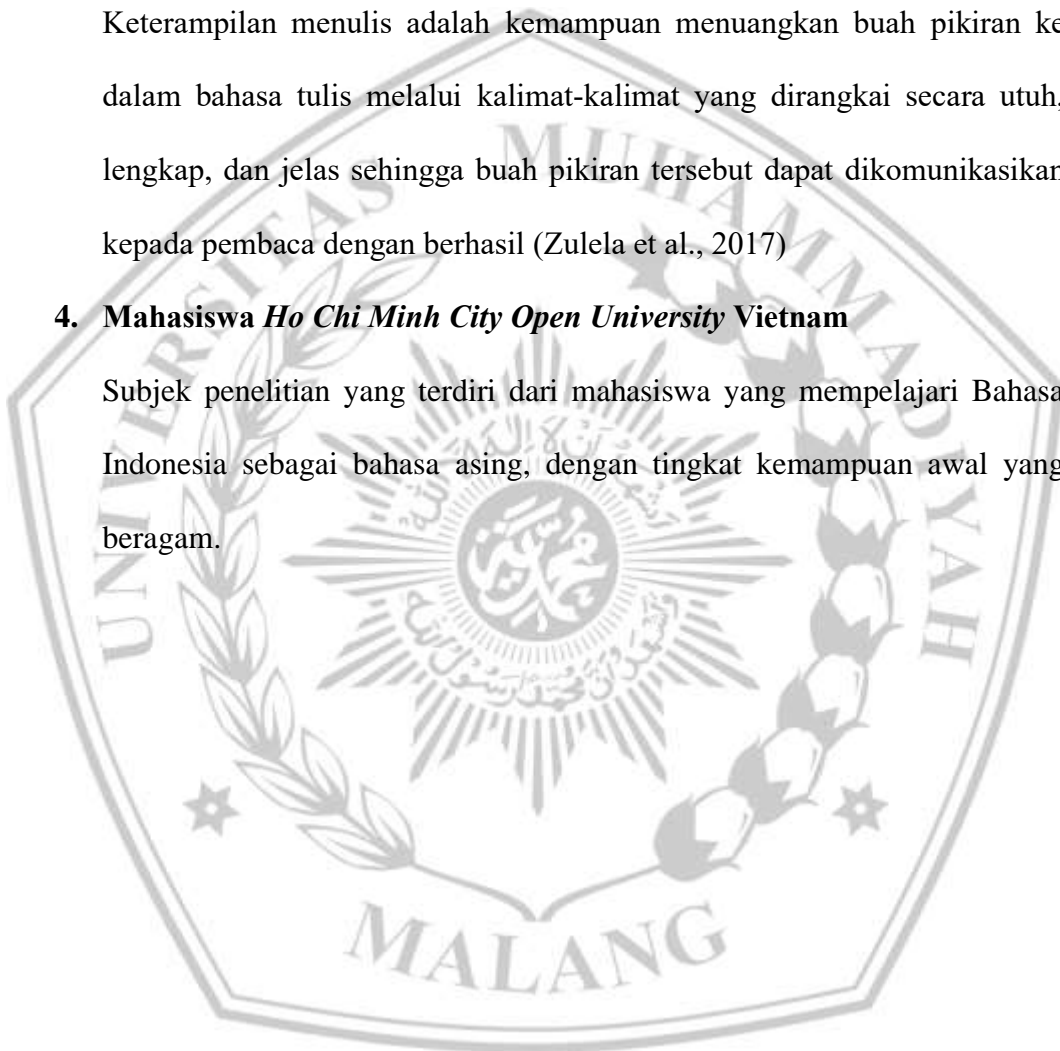 Keterampilan menulis adalah kemampuan menuangkan buah pikiran ke
dalam bahasa tulis melalui kalimat-kalimat yang dirangkai secara utuh,
lengkap, dan jelas sehingga buah pikiran tersebut dapat dikomunikasikan
kepada pembaca dengan berhasil (Zulela et al., 2017)
4. Mahasiswa Ho Chi Minh City Open University Vietnam
Subjek penelitian yang terdiri dari mahasiswa yang mempelajari Bahasa
Indonesia sebagai bahasa asing, dengan tingkat kemampuan awal yang
beragam.
UNIVERSITAS MUHAMMADIYAH
MALANG